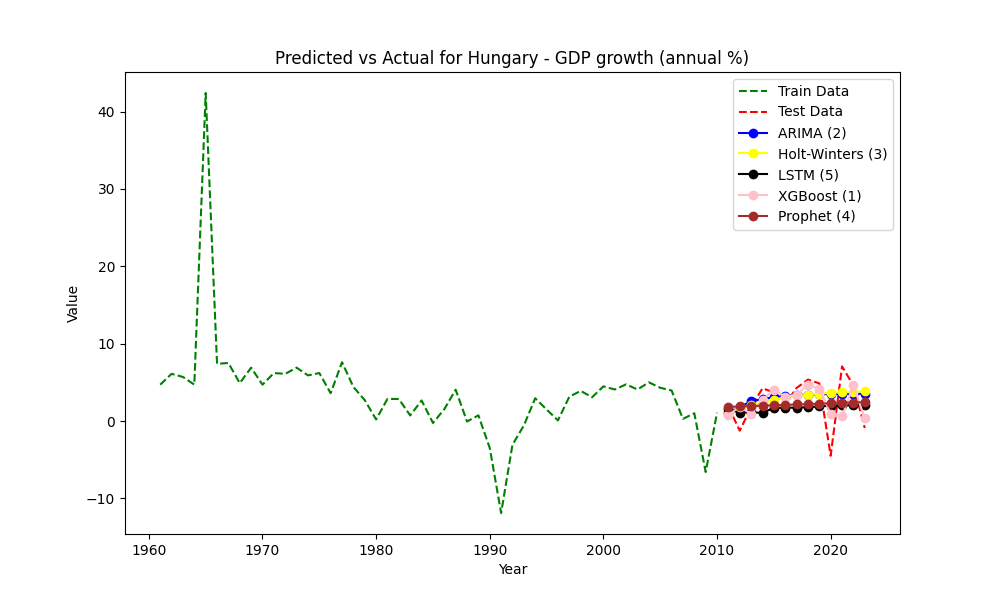 Predicted vs Actual for Hungary - GDP growth (annual %)
Train Data
Test Data
ARIMA (2)
Holt-Winters (3)
LSTM (5)
XGBoost (1)
Prophet (4)
40
30
20
10
0
−10
Value
1960 1970 1980 1990 2000 2010 2020
Year